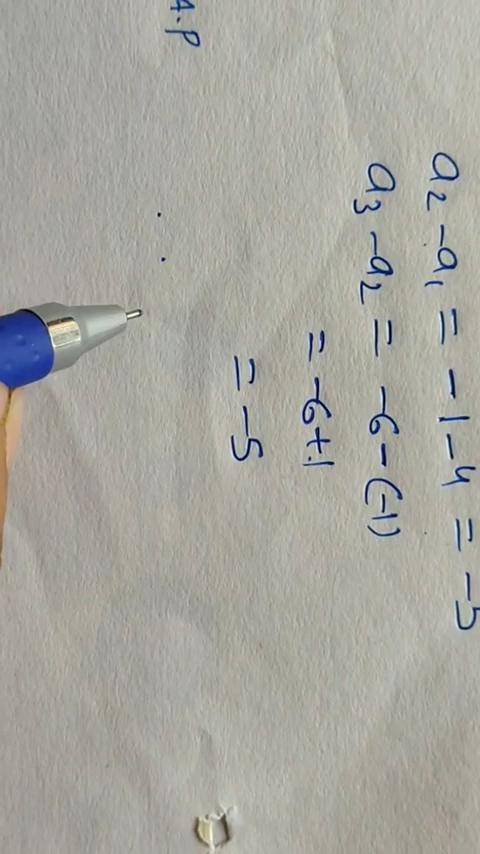 a₂ - a₁ = -1 - 4 = -5
a₃ - a₂ = -6 - (-1)
= -6 + 1
= -5
A.P